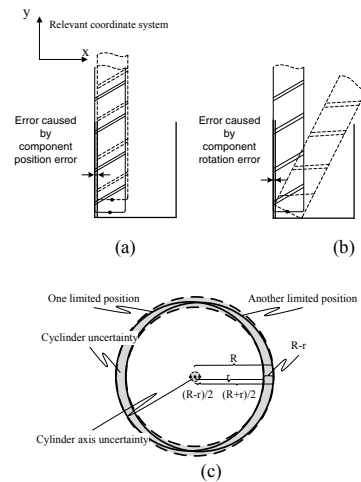 y
Relevant coordinate system
x
Error caused
by
component
position error
Error caused
by
component
rotation error
(a)
(b)
One limited position
Another limited position
Cyclinder uncertainty
R
R-r
r
(R-r)/2
(R+r)/2
Cylinder axis uncertainty
(c)